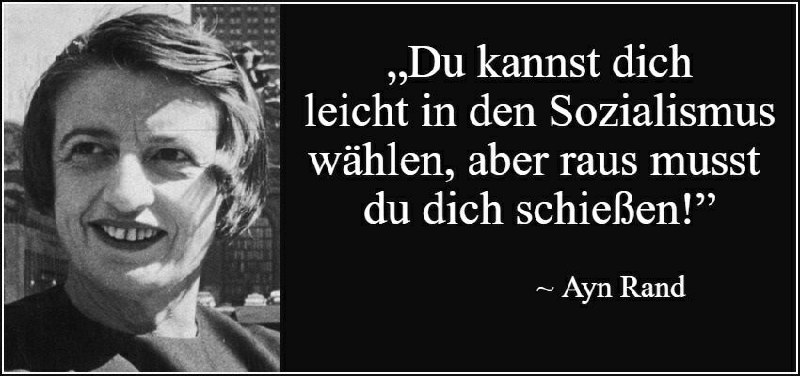 „Du kannst dich
leicht in den Sozialismus
wählen, aber raus musst
du dich schießen!”
~ Ayn Rand